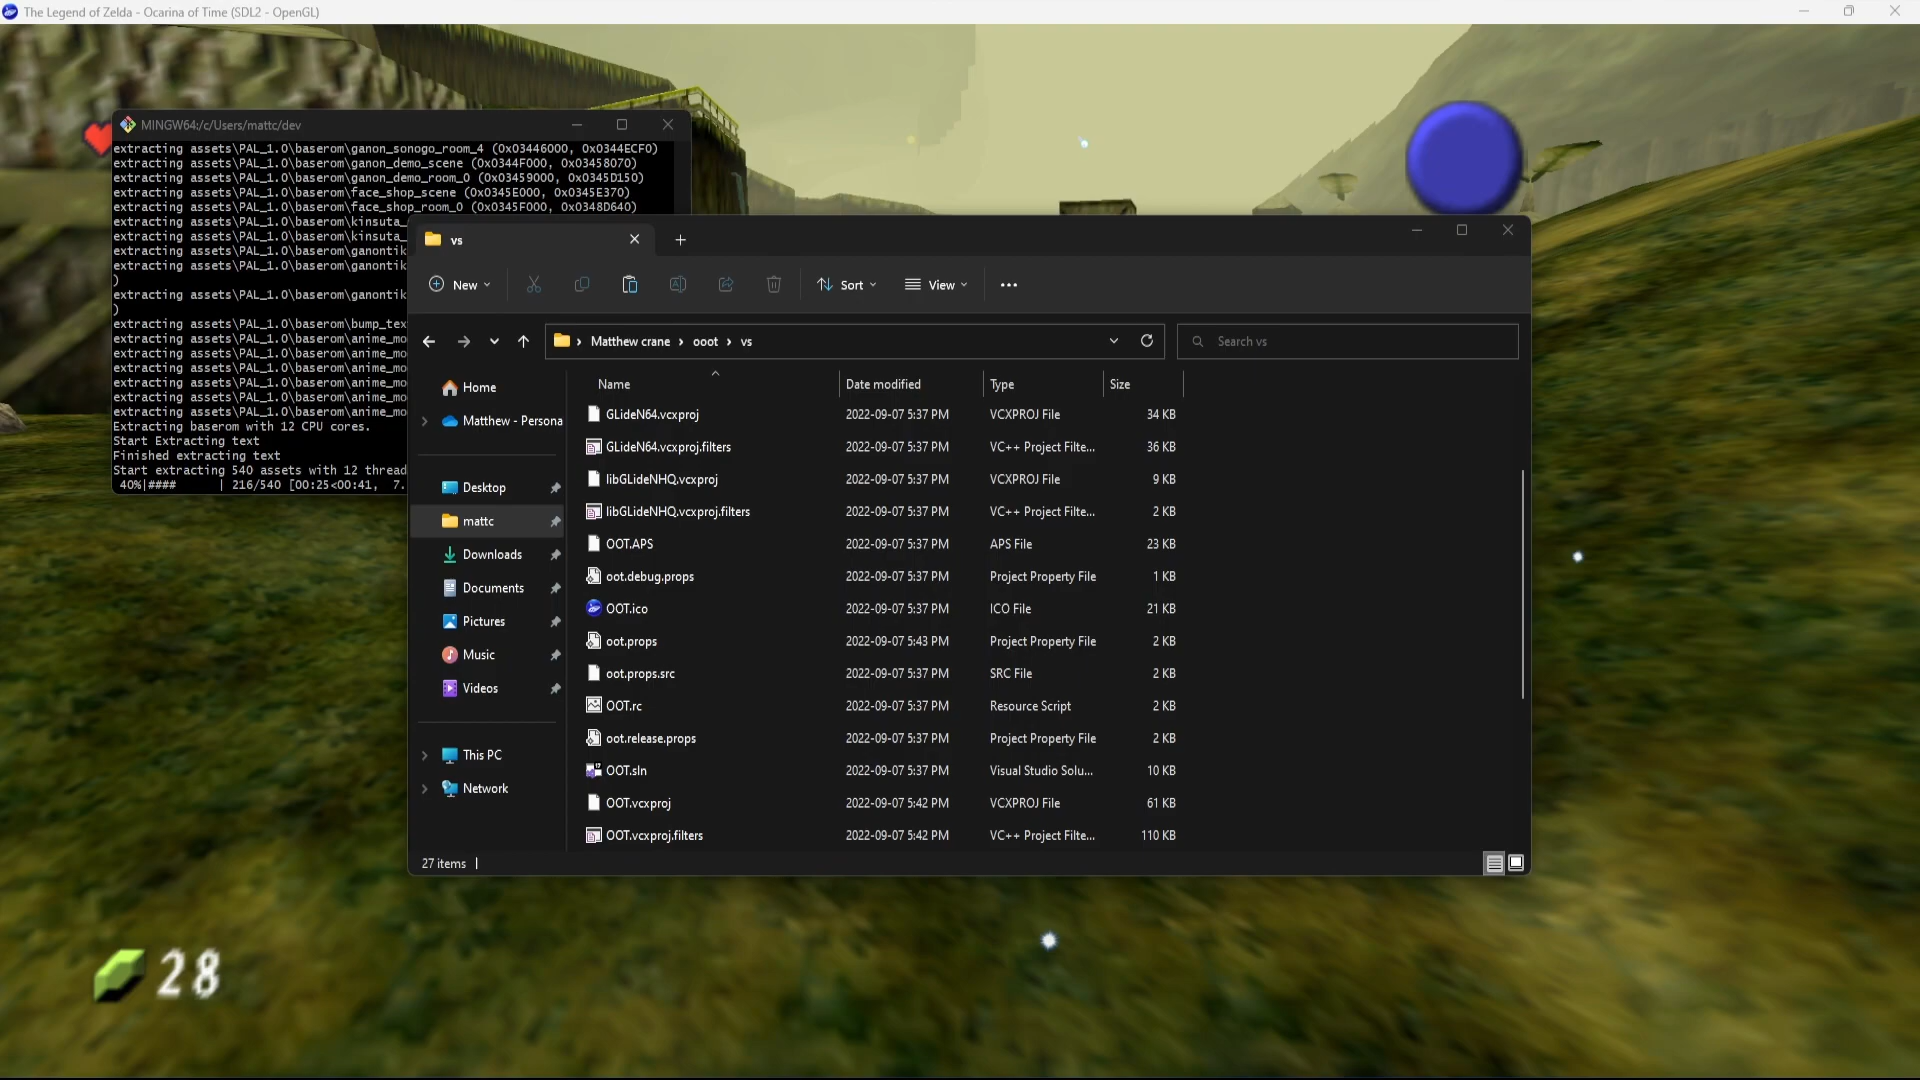 The Legend of Zelda - Ocarina of Time (SDL2 - OpenGL)
MINGW64:/c/Users/mattc/dev
extracting assets\PAL_1.0\baserom\ganon_sonogo_room_4 (0x03446000, 0x0344ECF0)
extracting assets\PAL_1.0\baserom\ganon_demo_scene (0x0344F000, 0x03458070)
extracting assets\PAL_1.0\baserom\ganon_demo_room_0 (0x03459000, 0x0345D150)
extracting assets\PAL_1.0\baserom\face_shop_scene (0x0345E000, 0x0345E370)
extracting assets\PAL_1.0\baserom\face_shop_room_0 (0x0345F000, 0x0348D640)
extracting assets\PAL_1.0\baserom\kinsuta_
extracting assets\PAL_1.0\baserom\kinsuta_
extracting assets\PAL_1.0\baserom\ganontik
extracting assets\PAL_1.0\baserom\ganontik
)
extracting assets\PAL_1.0\baserom\ganontik
)
extracting assets\PAL_1.0\baserom\bump_tex
extracting assets\PAL_1.0\baserom\anime_mo
extracting assets\PAL_1.0\baserom\anime_mo
extracting assets\PAL_1.0\baserom\anime_mo
extracting assets\PAL_1.0\baserom\anime_mo
extracting assets\PAL_1.0\baserom\anime_mo
extracting assets\PAL_1.0\baserom\anime_mo
Extracting baserom with 12 CPU cores.
Start Extracting text
Finished extracting text
Start extracting 540 assets with 12 thread
40%|#### | 216/540 [00:25<00:41, 7.
vs
New Sort View
Matthew crane › ooot › vs Search vs
Name Date modified Type Size
Home
Matthew - Persona
Desktop
mattc
Downloads
Documents
Pictures
Music
Videos
This PC
Network
GLideN64.vcxproj 2022-09-07 5:37 PM VCXPROJ File 34 KB
GLideN64.vcxproj.filters 2022-09-07 5:37 PM VC++ Project Filte... 36 KB
libGLideNHQ.vcxproj 2022-09-07 5:37 PM VCXPROJ File 9 KB
libGLideNHQ.vcxproj.filters 2022-09-07 5:37 PM VC++ Project Filte... 2 KB
OOT.APS 2022-09-07 5:37 PM APS File 23 KB
oot.debug.props 2022-09-07 5:37 PM Project Property File 1 KB
OOT.ico 2022-09-07 5:37 PM ICO File 21 KB
oot.props 2022-09-07 5:43 PM Project Property File 2 KB
oot.props.src 2022-09-07 5:37 PM SRC File 2 KB
OOT.rc 2022-09-07 5:37 PM Resource Script 2 KB
oot.release.props 2022-09-07 5:37 PM Project Property File 2 KB
OOT.sln 2022-09-07 5:37 PM Visual Studio Solu... 10 KB
OOT.vcxproj 2022-09-07 5:42 PM VCXPROJ File 61 KB
OOT.vcxproj.filters 2022-09-07 5:42 PM VC++ Project Filte... 110 KB
27 items
28